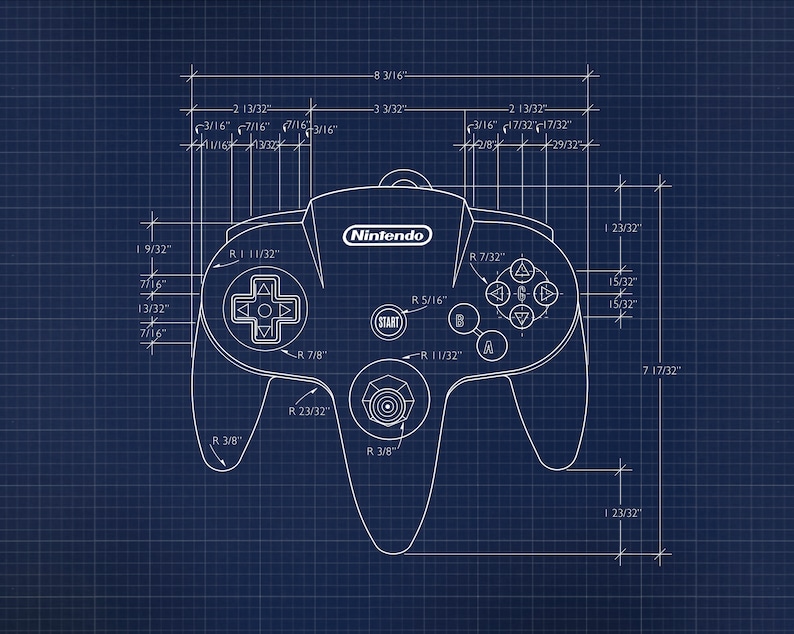 8 3/16"
2 13/32" 3 3/32" 2 13/32"
3/16" 7/16" 7/16" 3/16" 3/16" 17/32" 17/32"
11/16" 13/32" 2/8" 29/32"
Nintendo
1 23/32"
1 9/32" R 1 11/32" R 7/32"
7/16" 15/32"
13/32" R 5/16" C 15/32"
7/16" START B
A
R 7/8" R 11/32"
7 17/32"
R 23/32"
R 3/8" R 3/8"
1 23/32"